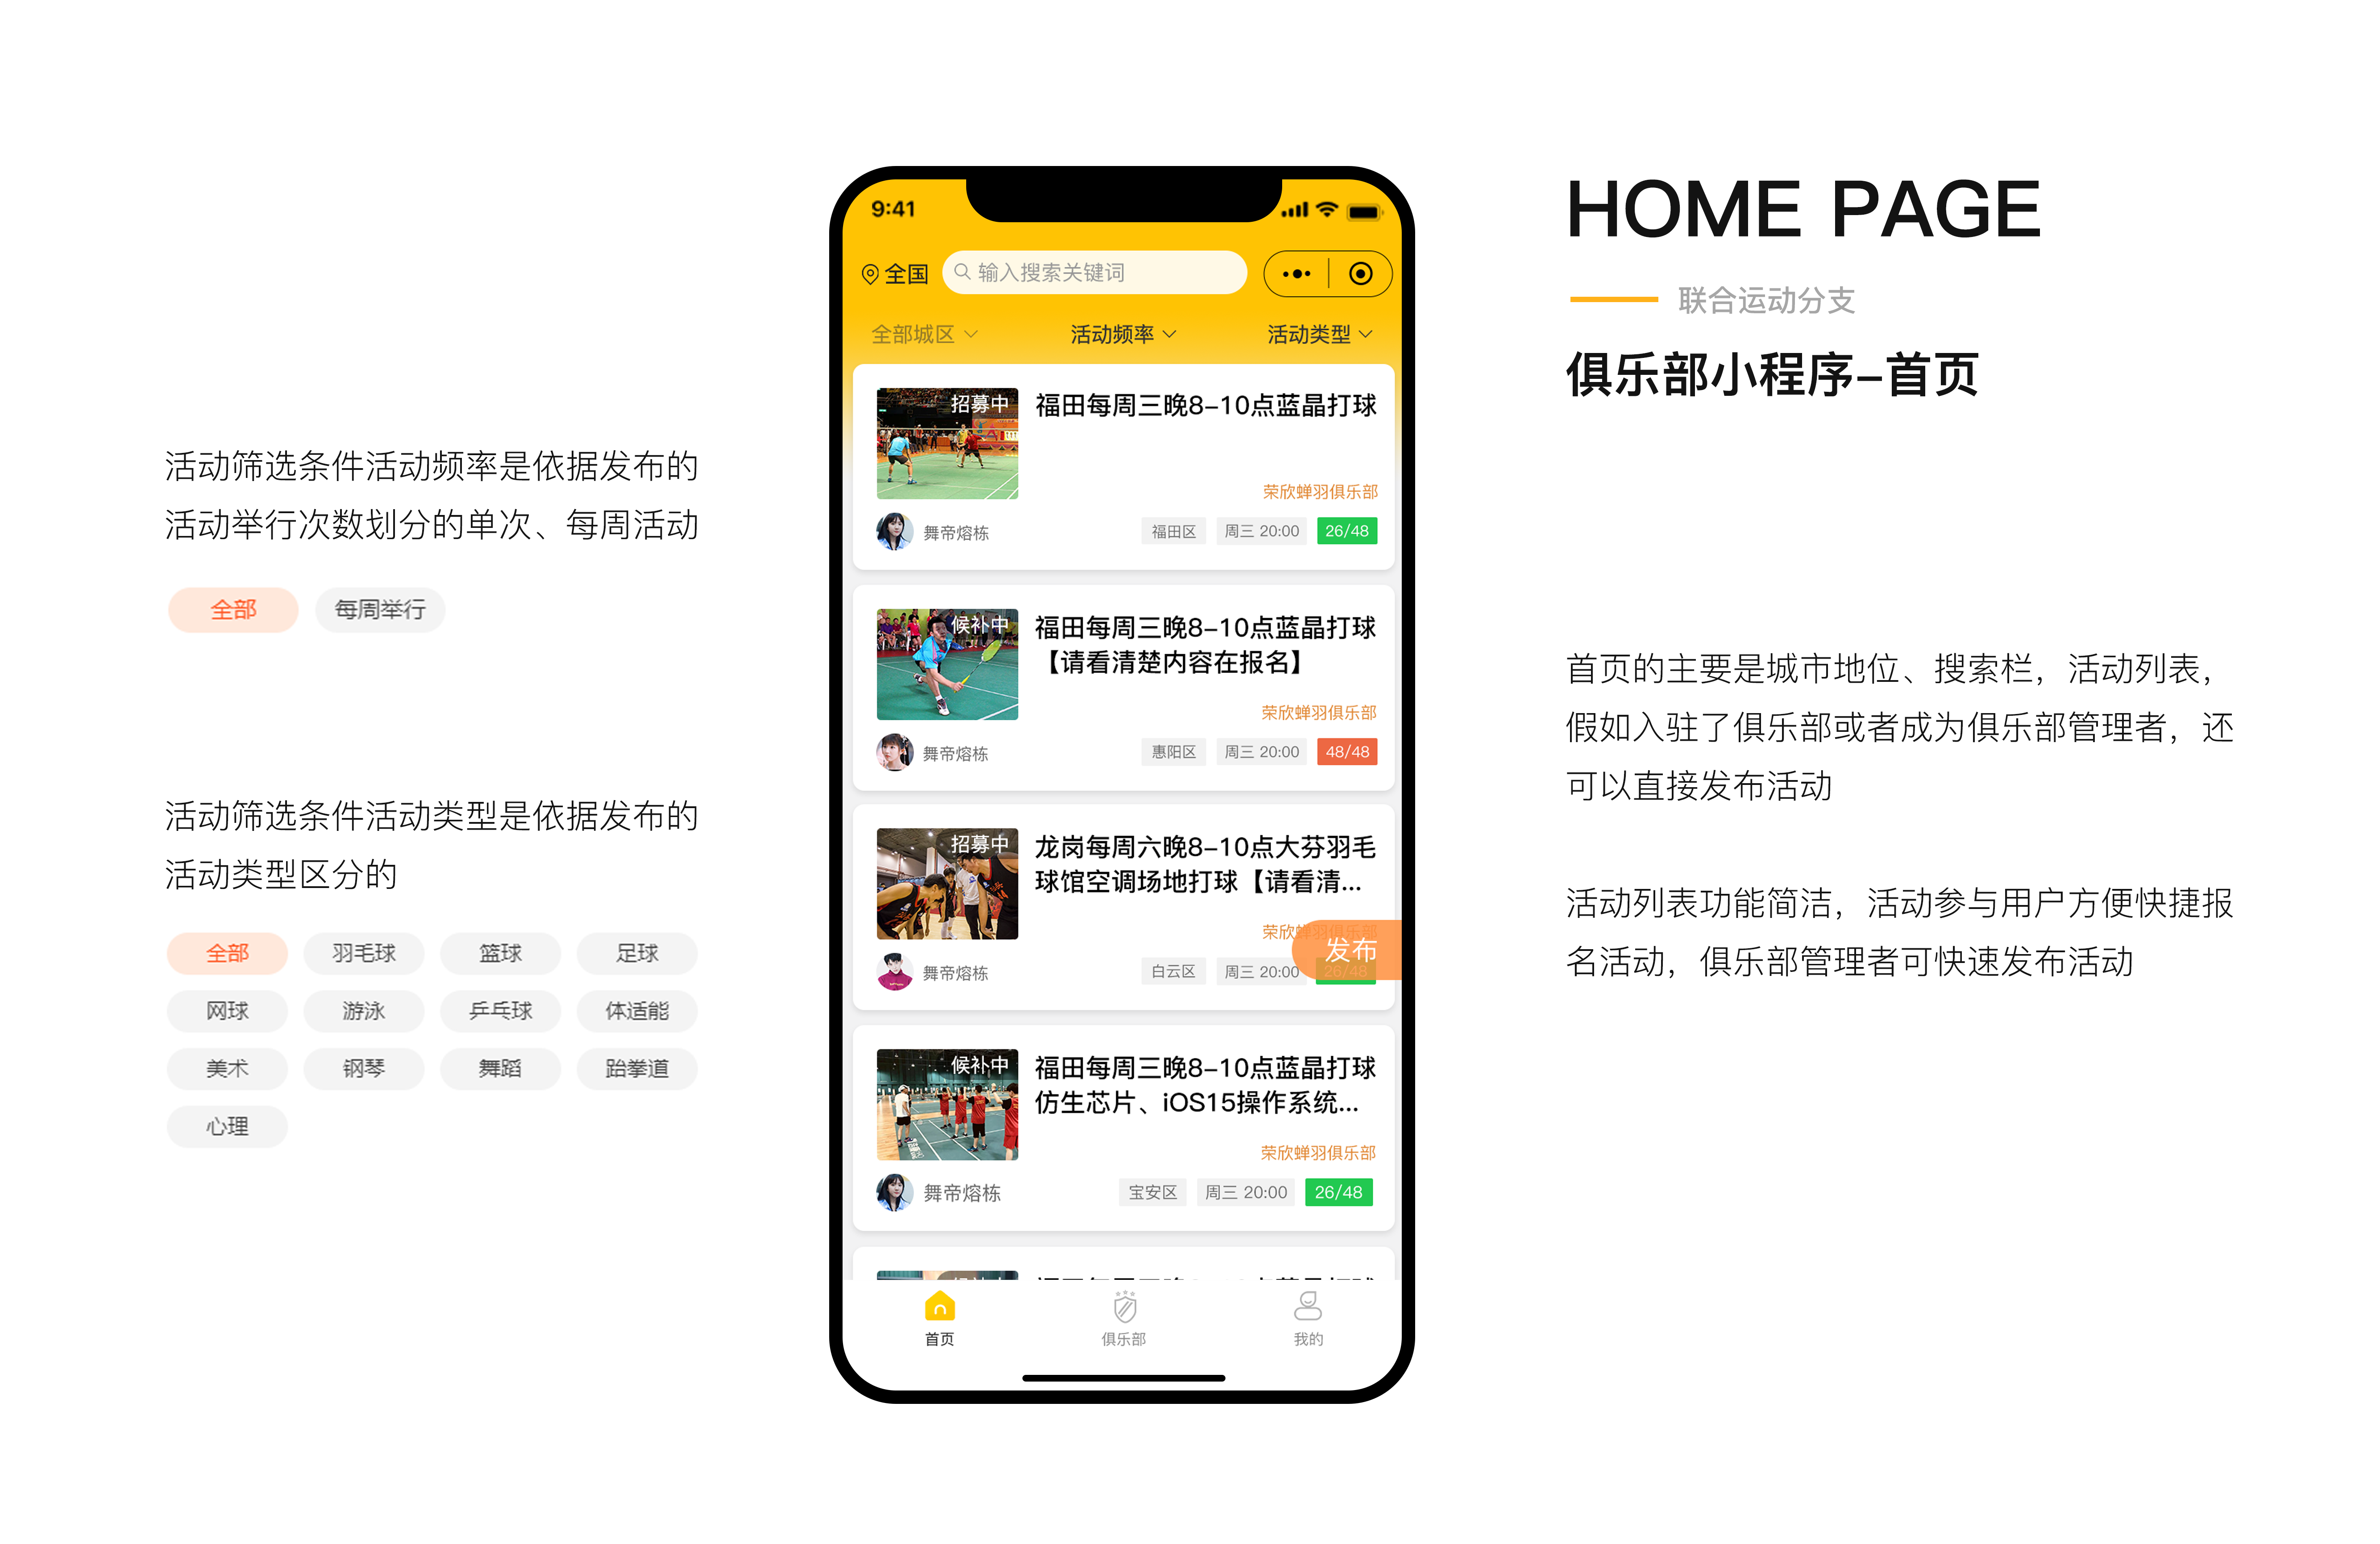 活动筛选条件活动频率是依据发布的
活动举行次数划分的单次、每周活动
全部 每周举行
活动筛选条件活动类型是依据发布的
活动类型区分的
全部 羽毛球 篮球 足球
网球 游泳 乒乓球 体适能
美术 钢琴 舞蹈 跆拳道
心理
9:41
全国 输入搜索关键词
全部城区 活动频率 活动类型
招募中 福田每周三晚8-10点蓝晶打球
荣欣蝉羽俱乐部
舞帝熔栋 福田区 周三 20:00 26/48
候补中 福田每周三晚8-10点蓝晶打球
【请看清楚内容在报名】
荣欣蝉羽俱乐部
舞帝熔栋 惠阳区 周三 20:00 48/48
招募中 龙岗每周六晚8-10点大芬羽毛
球馆空调场地打球【请看清...
荣欣蝉羽俱乐部
发布
舞帝熔栋 白云区 周三 20:00 26/48
候补中 福田每周三晚8-10点蓝晶打球
仿生芯片、iOS15操作系统...
荣欣蝉羽俱乐部
舞帝熔栋 宝安区 周三 20:00 26/48
首页 俱乐部 我的
HOME PAGE
联合运动分支
俱乐部小程序-首页
首页的主要是城市地位、搜索栏，活动列表，
假如入驻了俱乐部或者成为俱乐部管理者，还
可以直接发布活动
活动列表功能简洁，活动参与用户方便快捷报
名活动，俱乐部管理者可快速发布活动